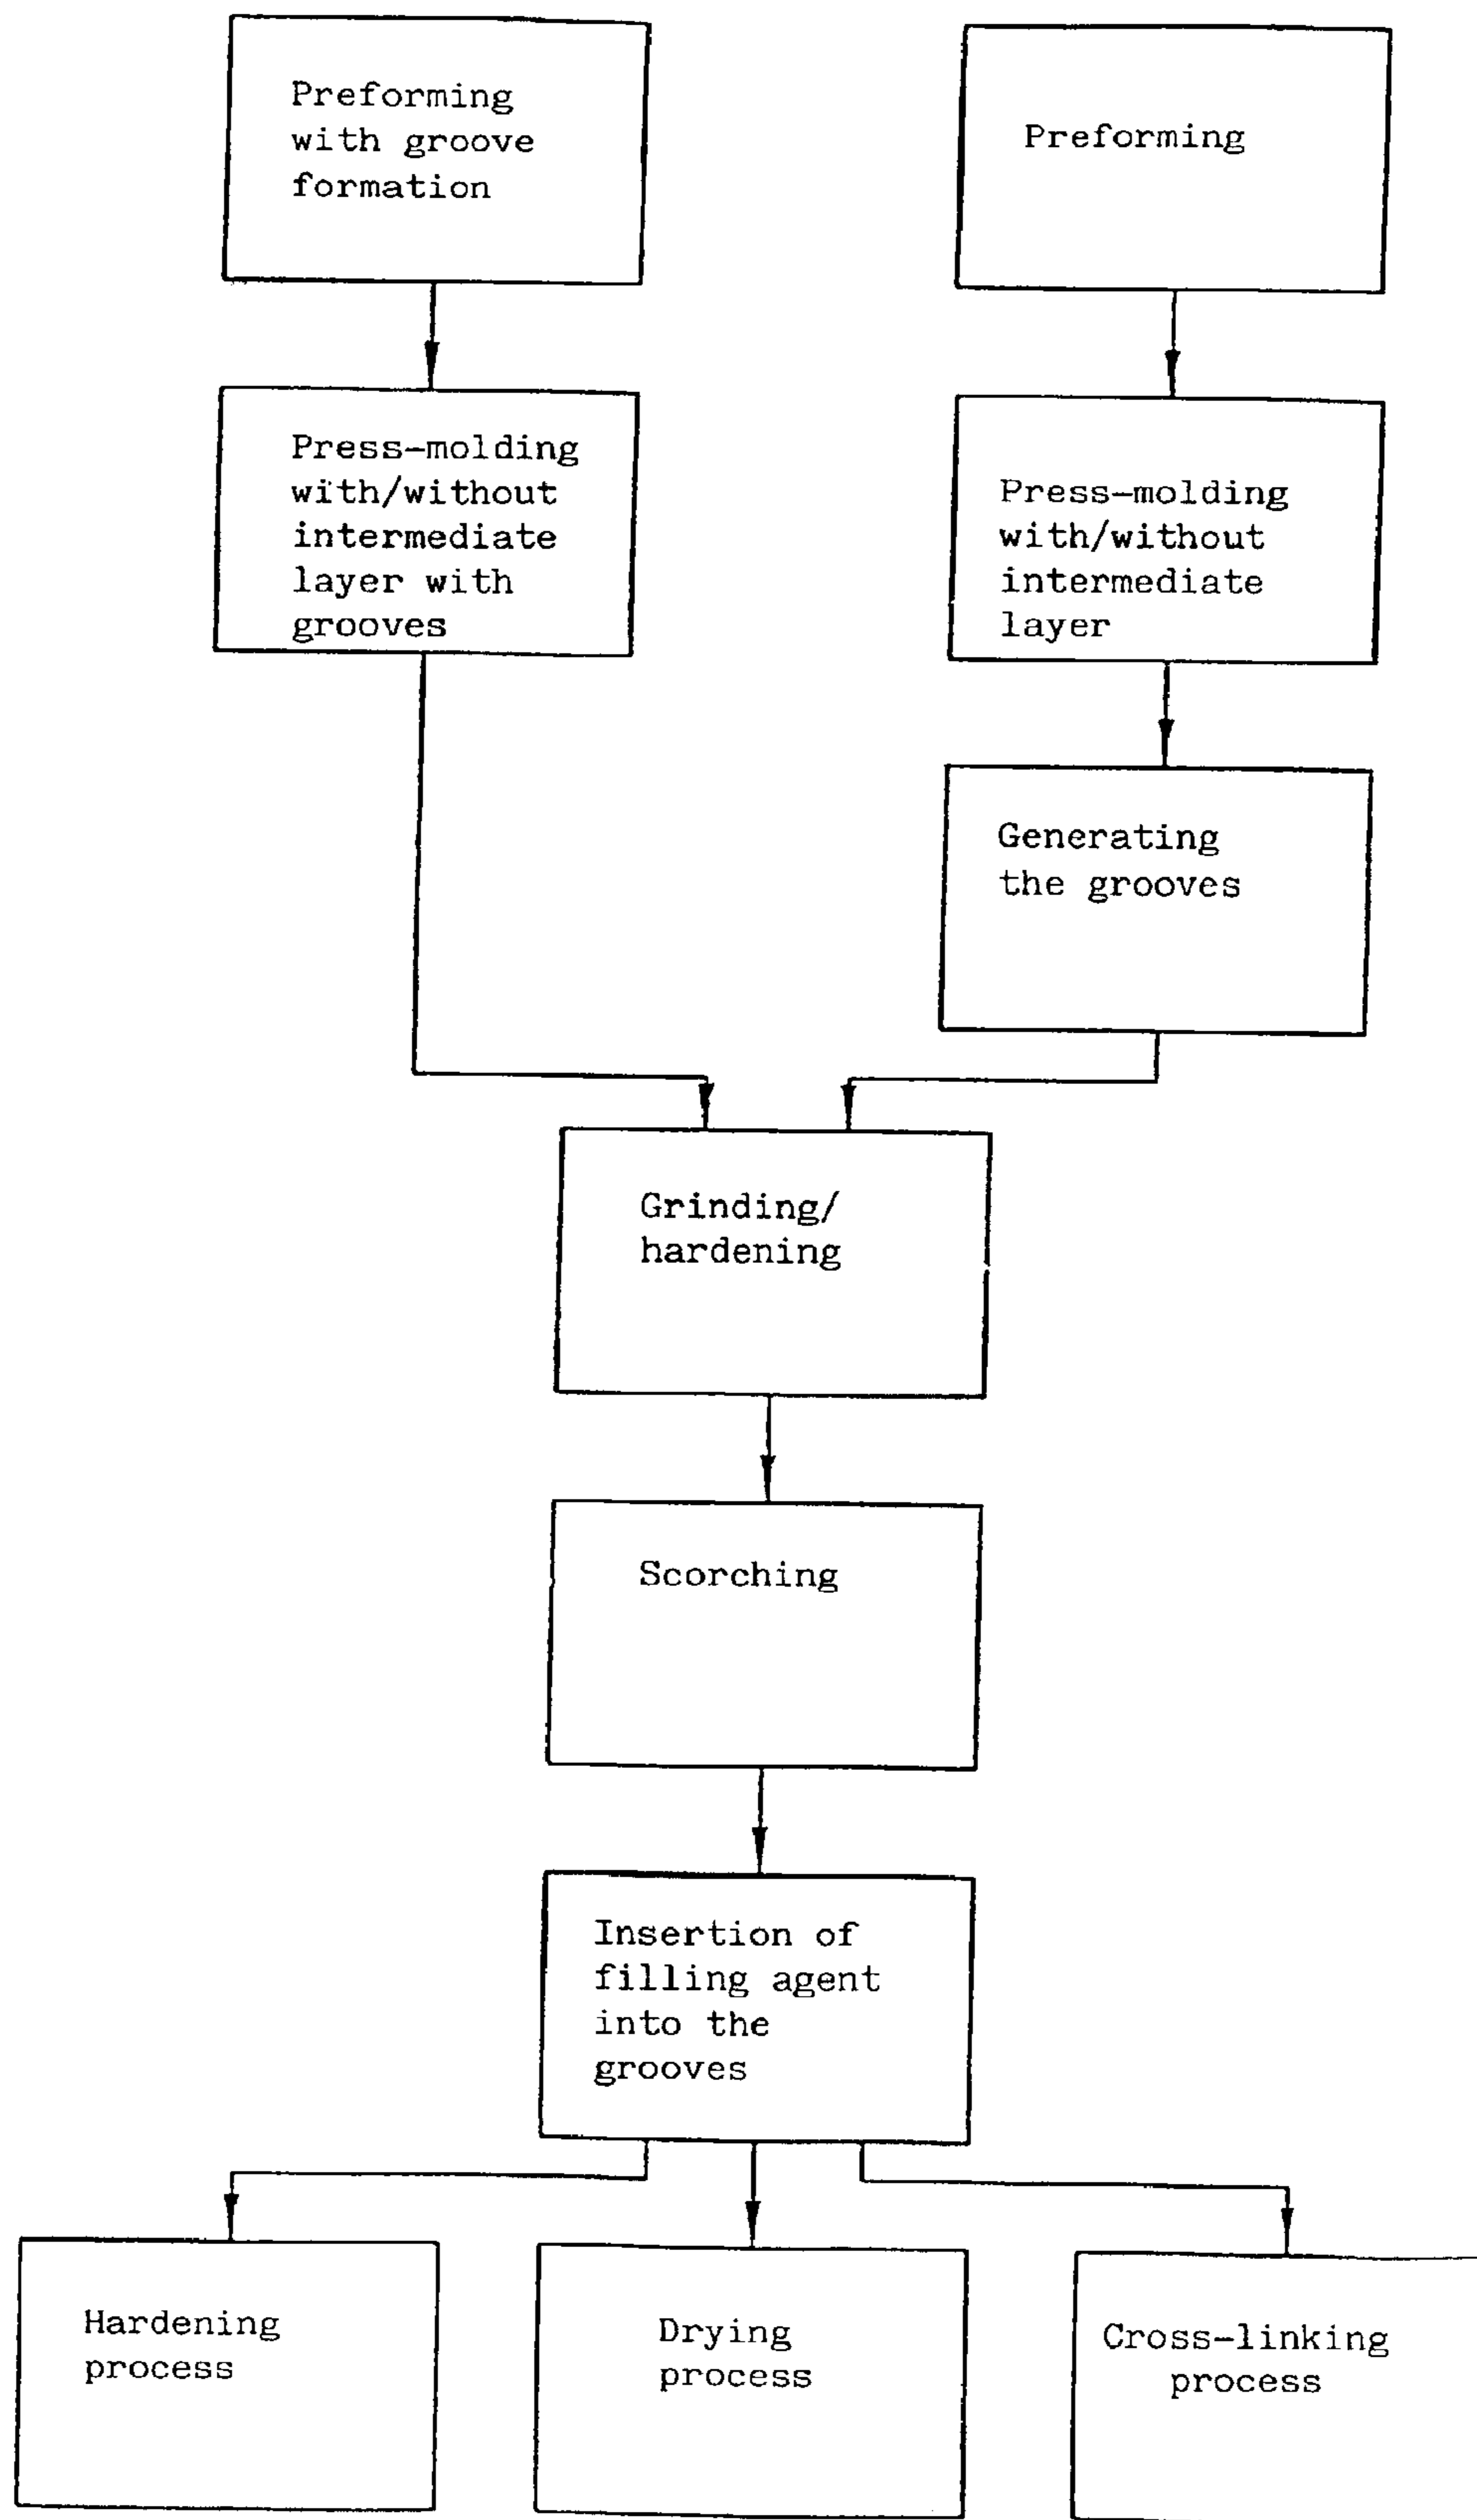 Preforming
with groove
formation
Preforming
Press-molding
with/without
intermediate
layer with
grooves
Press-molding
with/without
intermediate
layer
Generating
the grooves
Grinding/
hardening
Scorching
Insertion of
filling agent
into the
grooves
Hardening
process
Drying
process
Cross-linking
process